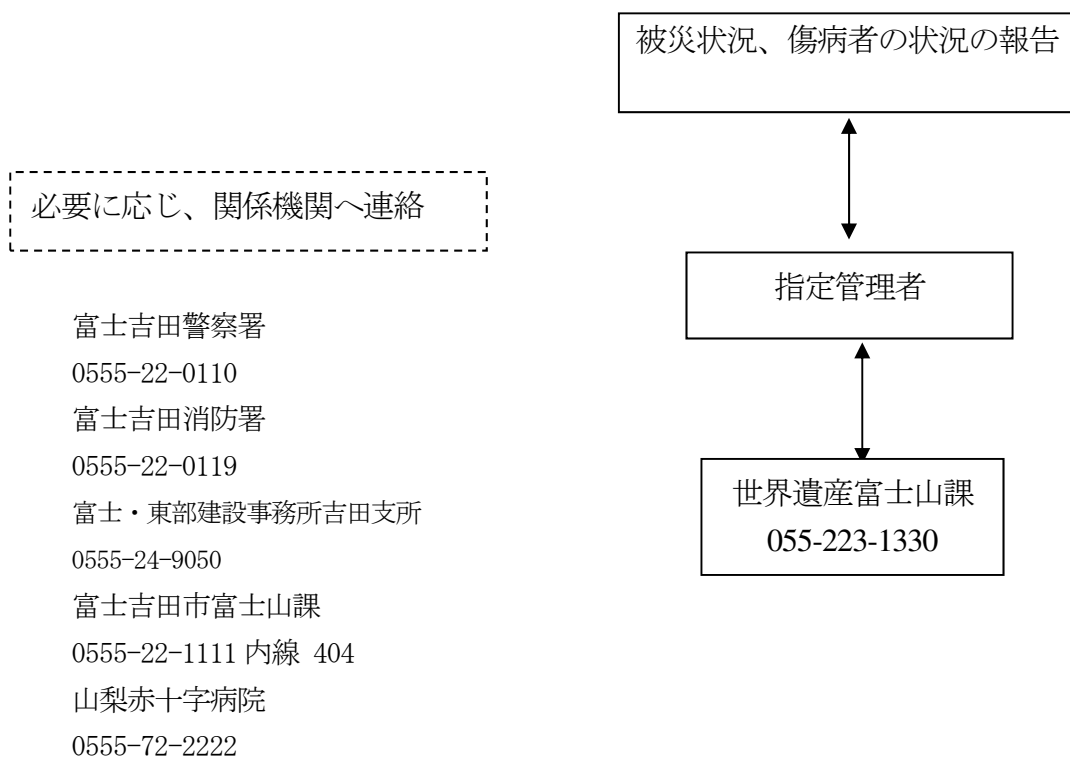 被災状況、傷病者の状況の報告
必要に応じ、関係機関へ連絡
指定管理者
富士吉田警察署
0555-22-0110
富士吉田消防署
0555-22-0119
富士・東部建設事務所吉田支所
0555-24-9050
富士吉田市富士山課
0555-22-1111 内線 404
山梨赤十字病院
0555-72-2222
世界遺産富士山課
055-223-1330